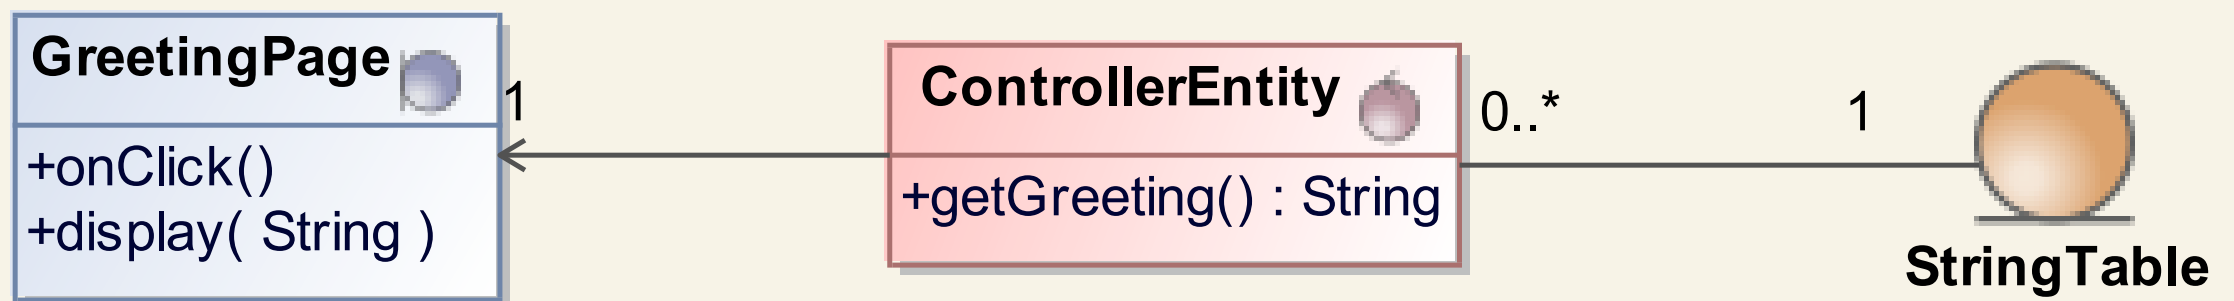 GreetingPage
+onClick()
+display( String )
1
ControllerEntity
+getGreeting() : String
0..*
1
StringTable